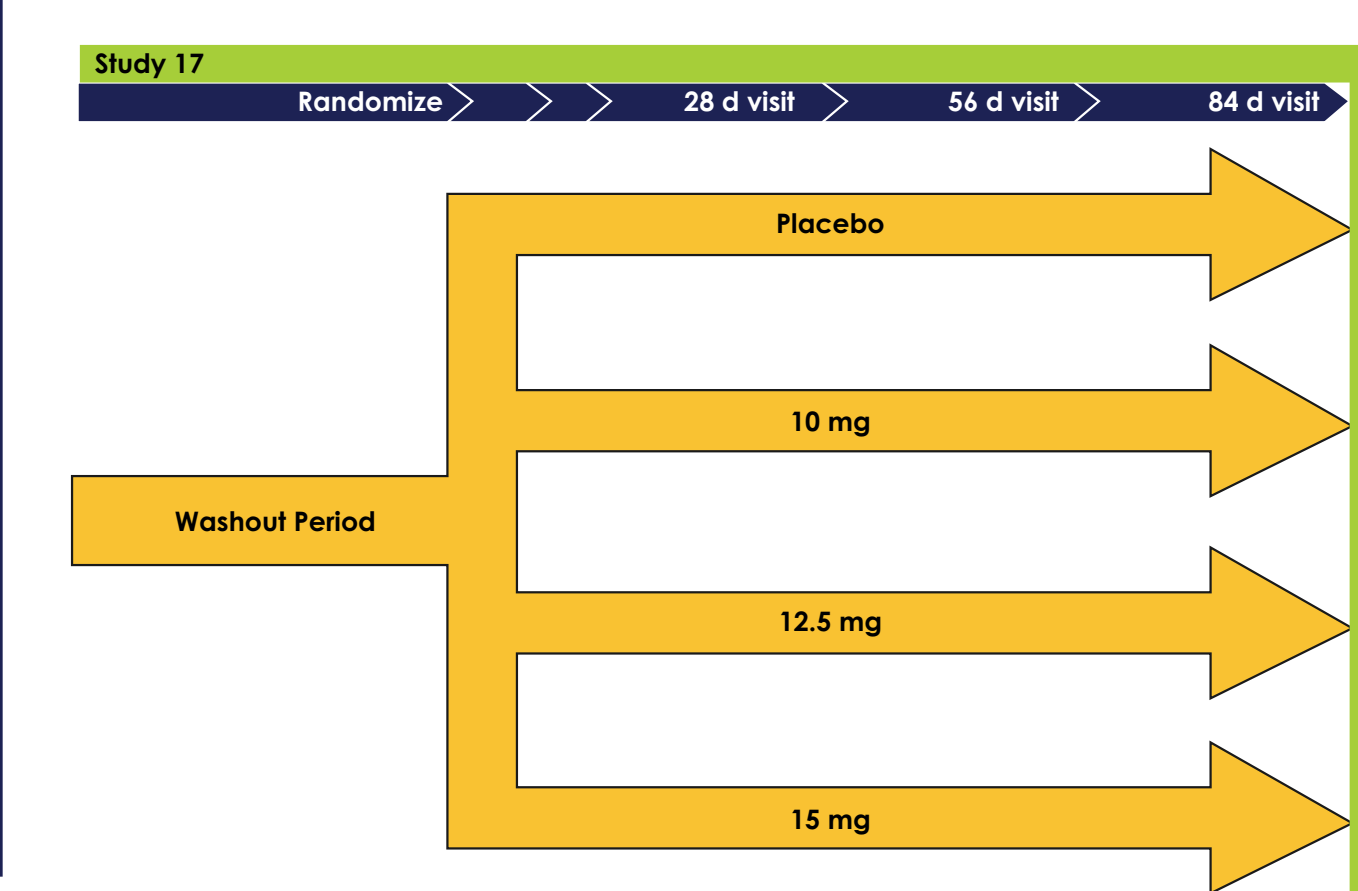 Study 17
Randomize 28 d visit 56 d visit 84 d visit
Placebo
10 mg
Washout Period
12.5 mg
15 mg